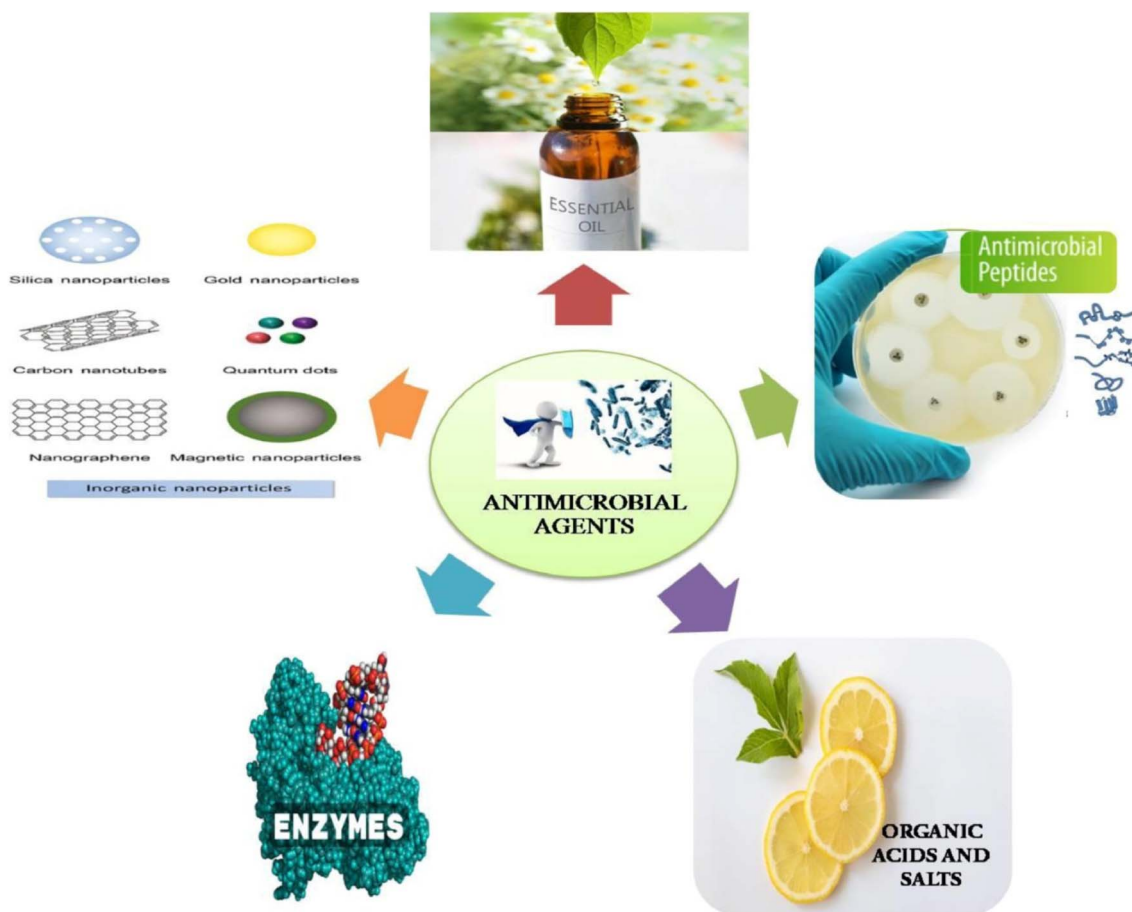 ESSENTIAL
OIL
Silica nanoparticles
Gold nanoparticles
Carbon nanotubes
Quantum dots
Nanographene
Magnetic nanoparticles
Inorganic nanoparticles
Antimicrobial
Peptides
ANTIMICROBIAL
AGENTS
ENZYMES
ORGANIC
ACIDS AND
SALTS